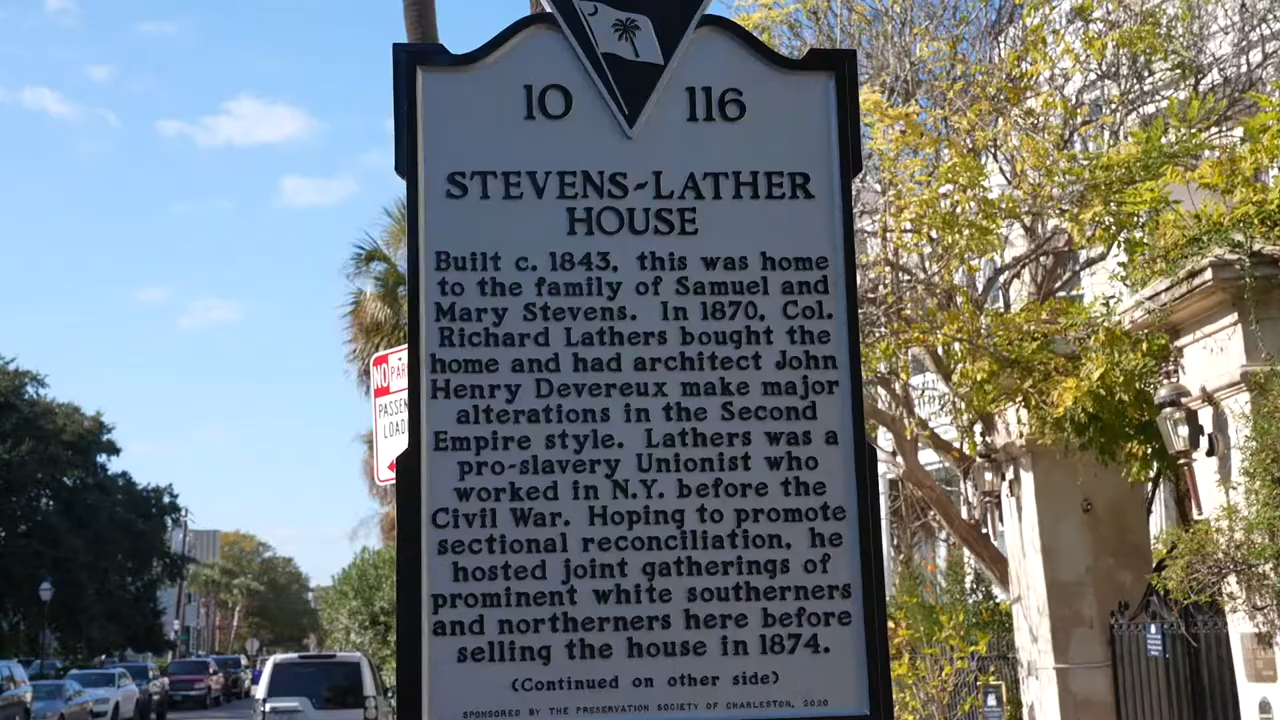 10 116
STEVENS-LATHER
HOUSE
Built c. 1843, this was home
to the family of Samuel and
Mary Stevens. In 1870, Col.
Richard Lathers bought the
home and had architect John
Henry Devereux make major
alterations in the Second
Empire style. Lathers was a
pro-slavery Unionist who
worked in N.Y. before the
Civil War. Hoping to promote
sectional reconciliation, he
hosted joint gatherings of
prominent white southerners
and northerners here before
selling the house in 1874.
(Continued on other side)
SPONSORED BY THE PRESERVATION SOCIETY OF CHARLESTON, 2020
NO